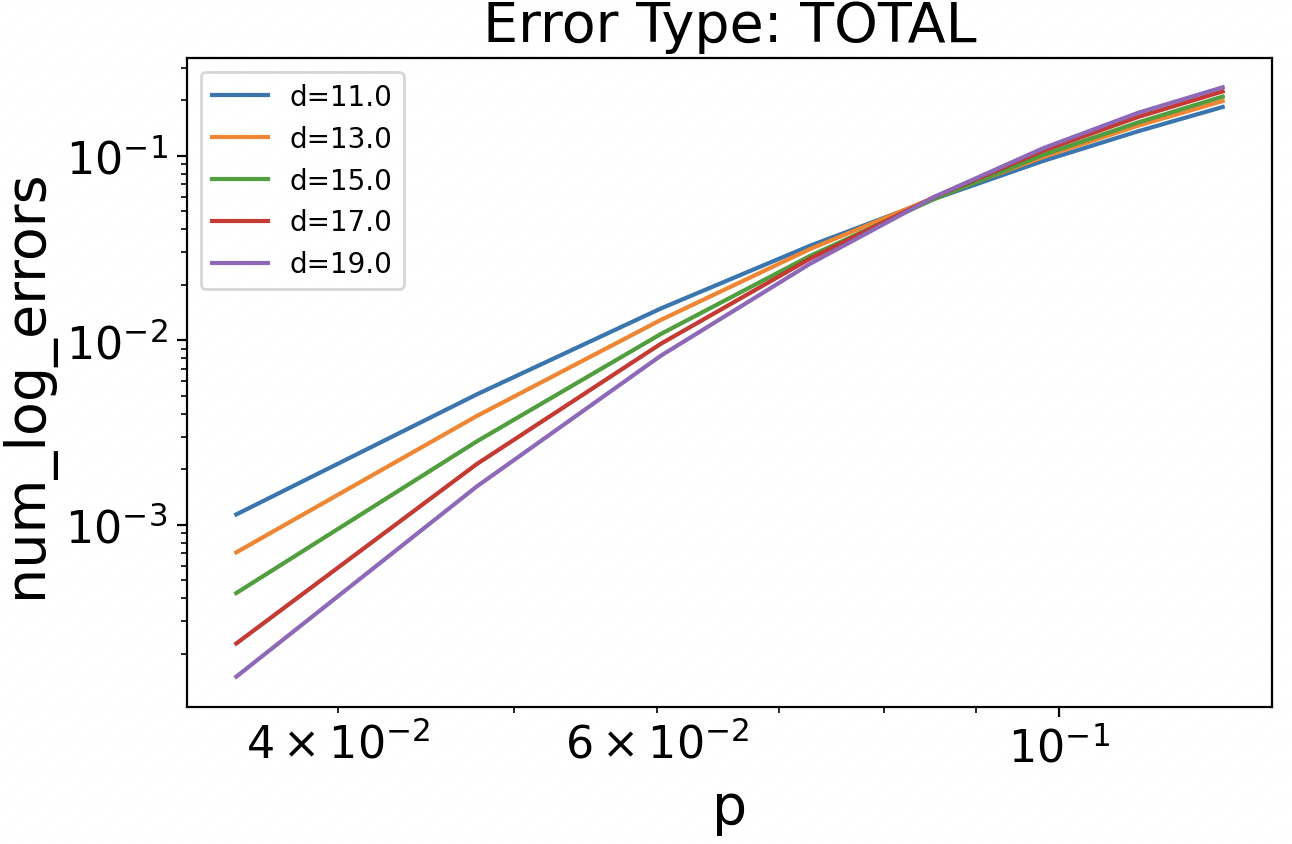 Error Type: TOTAL
d=11.0
d=13.0
d=15.0
d=17.0
d=19.0
num_log_errors
10⁻¹
10⁻²
10⁻³
4 × 10⁻²
6 × 10⁻²
10⁻¹
p